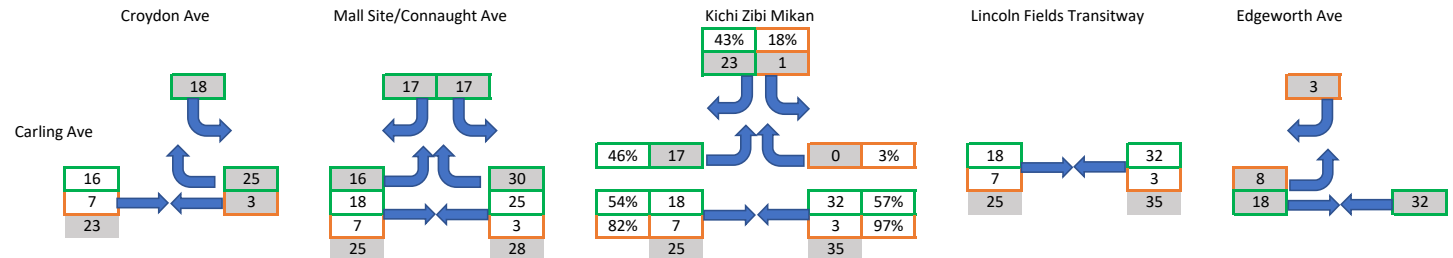 Croydon Ave Mall Site/Connaught Ave Kichi Zibi Mikan Lincoln Fields Transitway Edgeworth Ave
43% 18%
23 1
18 17 17 3
Carling Ave
46% 17 0 3%
18 32
16 25 16 30 7 3 8
7 3 18 25 54% 18 32 57% 25 35 18 32
23 7 3 82% 7 3 97%
25 28 25 35